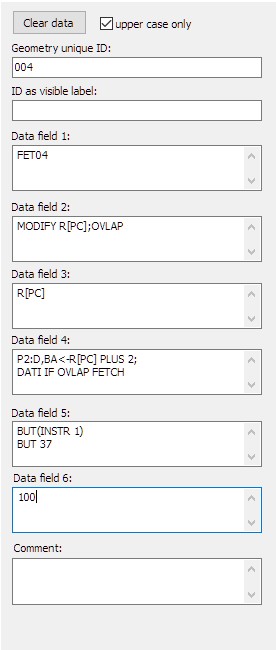 Clear data
upper case only
Geometry unique ID:
004
ID as visible label:
Data field 1:
FET04
Data field 2:
MODIFY R[PC];OVLAP
Data field 3:
R[PC]
Data field 4:
P2:D,BA<-R[PC] PLUS 2;
DATI IF OVLAP FETCH
Data field 5:
BUT(INSTR 1)
BUT 37
Data field 6:
100
Comment: